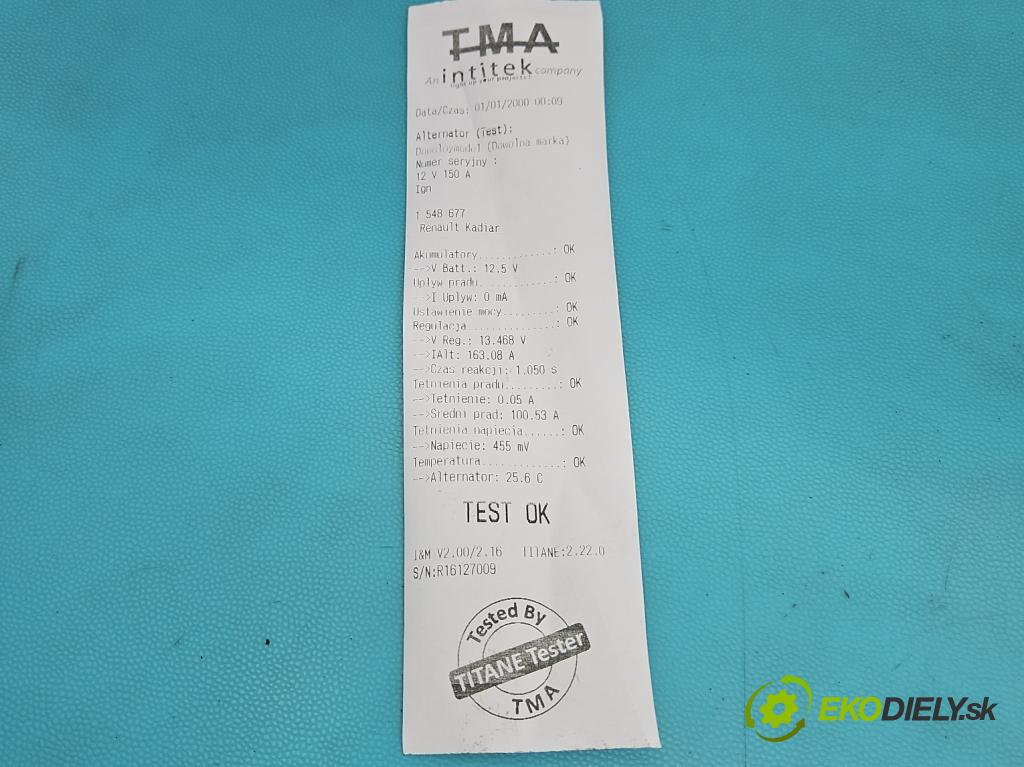 TMA
An intitek company
light up your projects!
Data/Czas: 01/01/2000 00:09
Alternator (Test):
Dowolnymodel (Dowolna marka)
Numer seryjny :
12 V 150 A
Ign
1 548 677
Renault Kadiar
Akumulatory.............: OK
-->V Batt.: 12.5 V
Uplyw pradu............: OK
-->I Uplyw: 0 mA
Ustawienie mocy.........: OK
Regulacja..............: OK
-->V Reg.: 13.468 V
-->IAlt: 163.08 A
-->Czas reakcji: 1.050 s
Tetnienia pradu.........: OK
-->Tetnienie: 0.05 A
-->Sredni prad: 100.53 A
Tetnienia napiecia......: OK
-->Napiecie: 455 mV
Temperatura.............: OK
-->Alternator: 25.6 C
TEST OK
I&M V2.00/2.16 TITANE:2.22.0
S/N:R16127009
Tested By
TITANE Tester
TMA
EKODIELY.sk